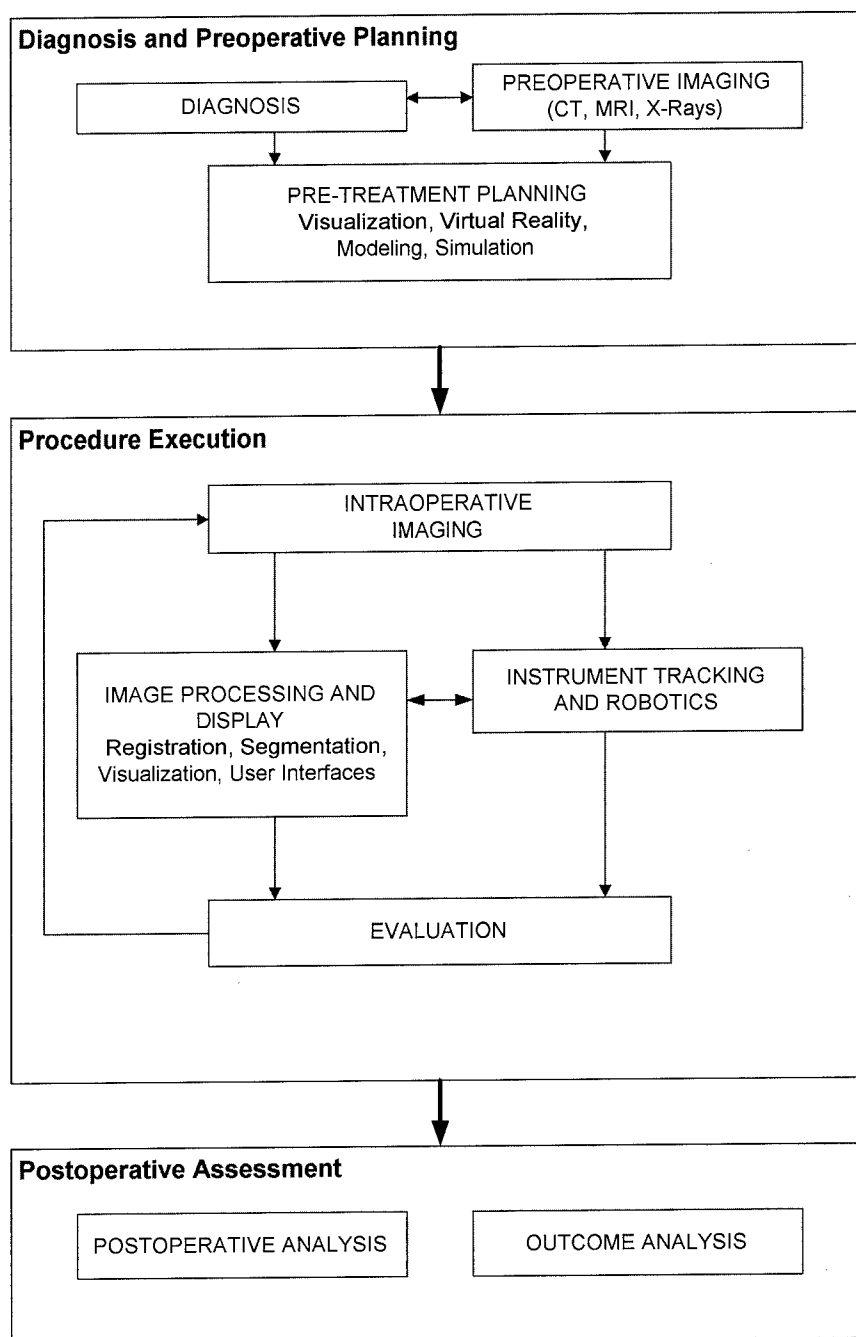 Diagnosis and Preoperative Planning
DIAGNOSIS
PREOPERATIVE IMAGING
(CT, MRI, X-Rays)
PRE-TREATMENT PLANNING
Visualization, Virtual Reality,
Modeling, Simulation
Procedure Execution
INTRAOPERATIVE
IMAGING
IMAGE PROCESSING AND
DISPLAY
Registration, Segmentation,
Visualization, User Interfaces
INSTRUMENT TRACKING
AND ROBOTICS
EVALUATION
Postoperative Assessment
POSTOPERATIVE ANALYSIS
OUTCOME ANALYSIS